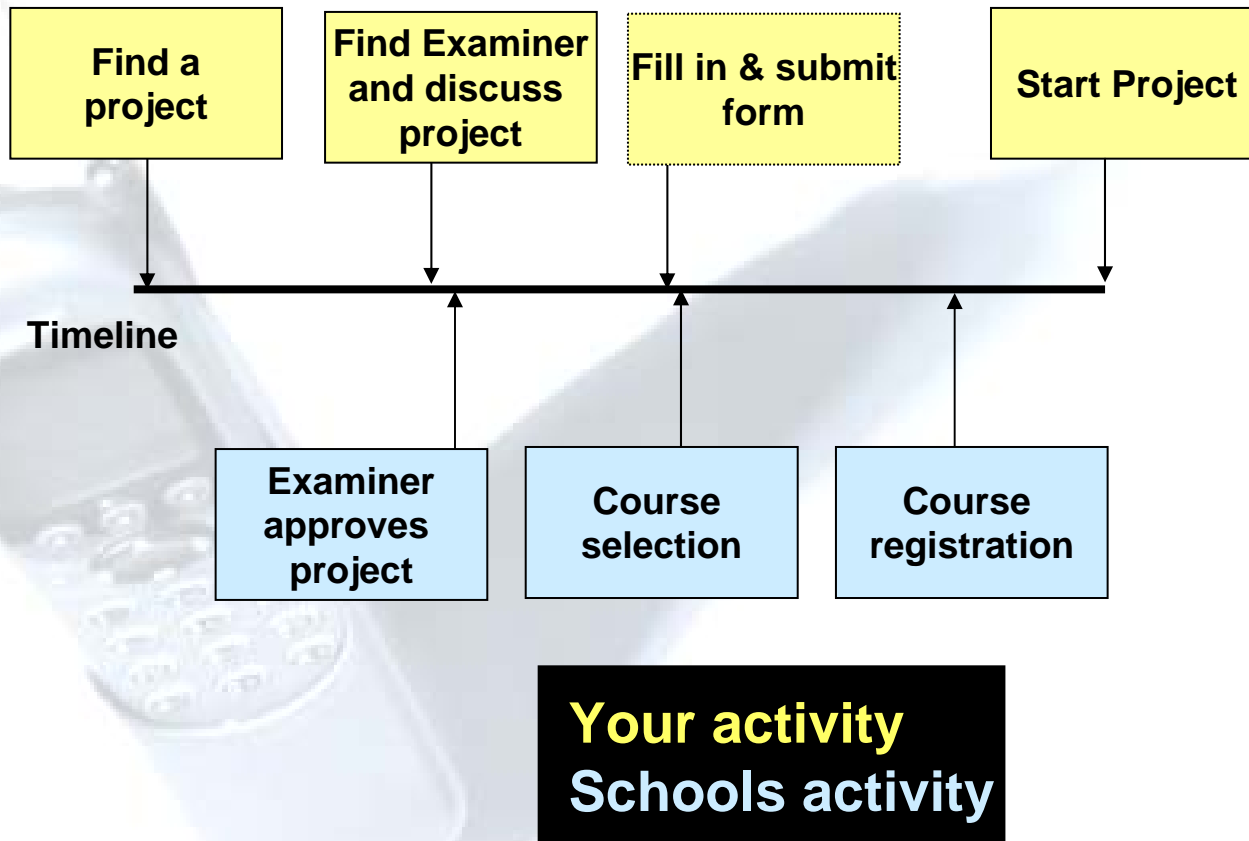 Find a
project
Find Examiner
and discuss
project
Fill in & submit
form
Start Project
Timeline
Examiner
approves
project
Course
selection
Course
registration
Your activity
Schools activity